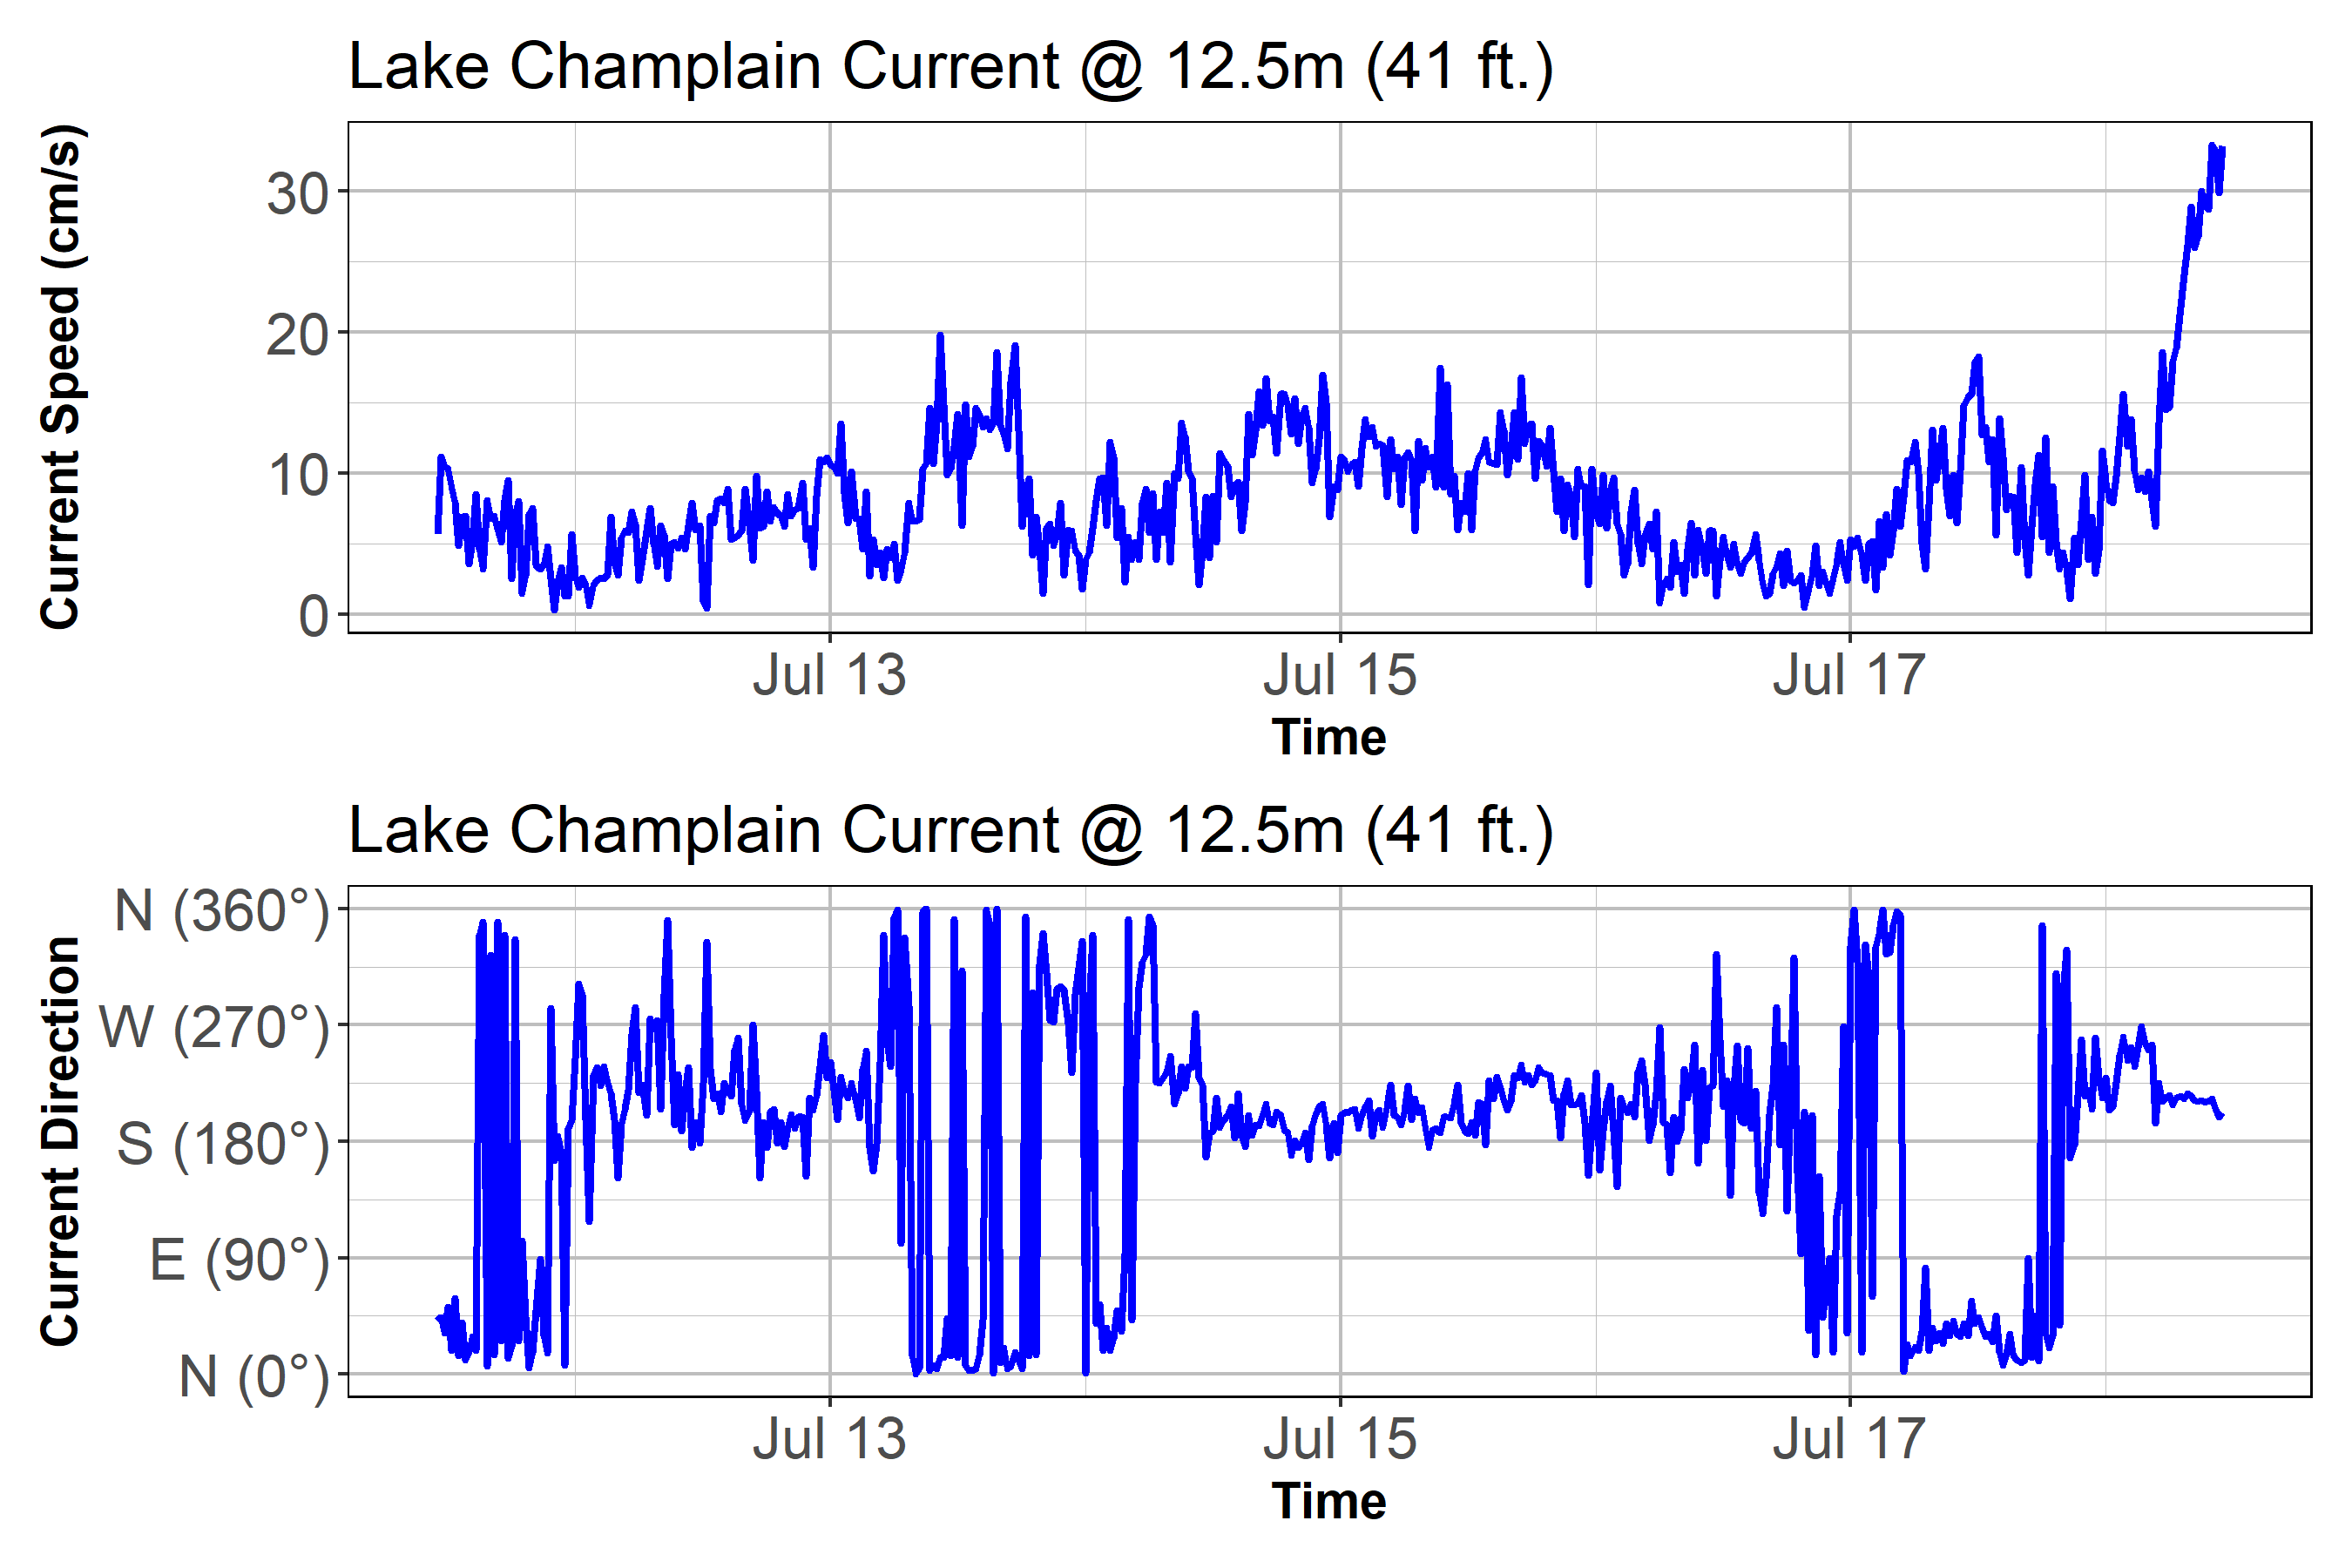 Lake Champlain Current @ 12.5m (41 ft.)
Current Speed (cm/s)
30
20
10
0
Jul 13 Jul 15 Jul 17
Time
Lake Champlain Current @ 12.5m (41 ft.)
Current Direction
N (360°)
W (270°)
S (180°)
E (90°)
N (0°)
Jul 13 Jul 15 Jul 17
Time